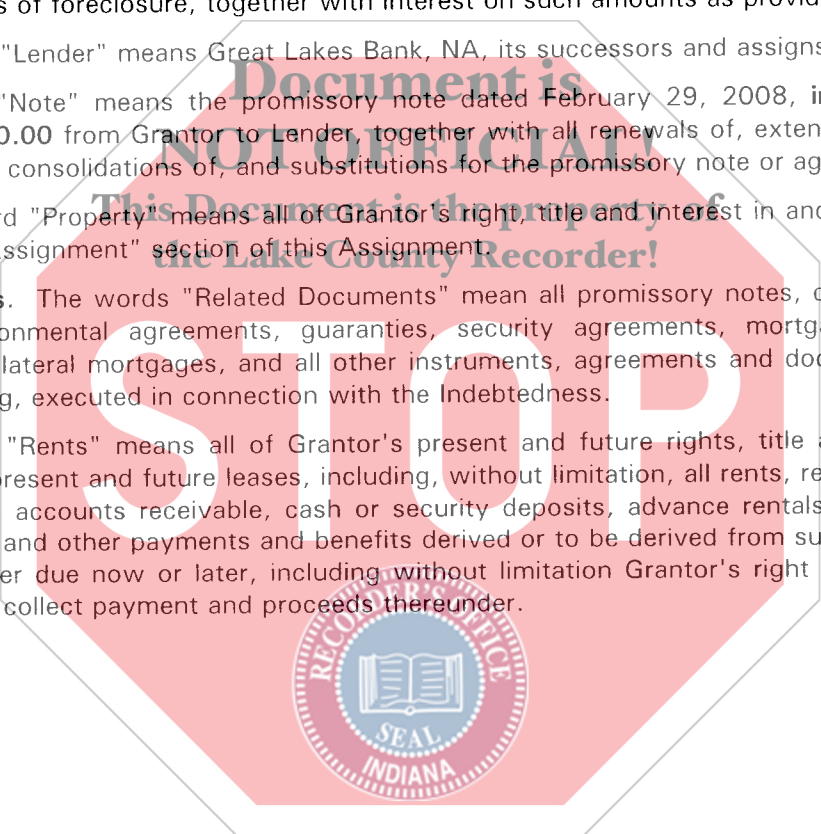 s of foreclosure, together with interest on such amounts as provid
"Lender" means Great Lakes Bank, NA, its successors and assigns
Document is
"Note" means the promissory note dated February 29, 2008, i
0.00 from Grantor to Lender, together with all renewals of, exten
NOT OFFICIAL!
consolidations of, and substitutions for the promissory note or ag
This Document is the property of
rd "Property" means all of Grantor's right, title and interest in and
the Lake County Recorder!
ssignment" section of this Assignment.
s. The words "Related Documents" mean all promissory notes, c
onmental agreements, guaranties, security agreements, mortga
lateral mortgages, and all other instruments, agreements and doc
g, executed in connection with the Indebtedness.
STOP
"Rents" means all of Grantor's present and future rights, title a
present and future leases, including, without limitation, all rents, re
accounts receivable, cash or security deposits, advance rentals
and other payments and benefits derived or to be derived from su
er due now or later, including without limitation Grantor's right
collect payment and proceeds thereunder.
RECORDER'S OFFICE
SEAL
INDIANA